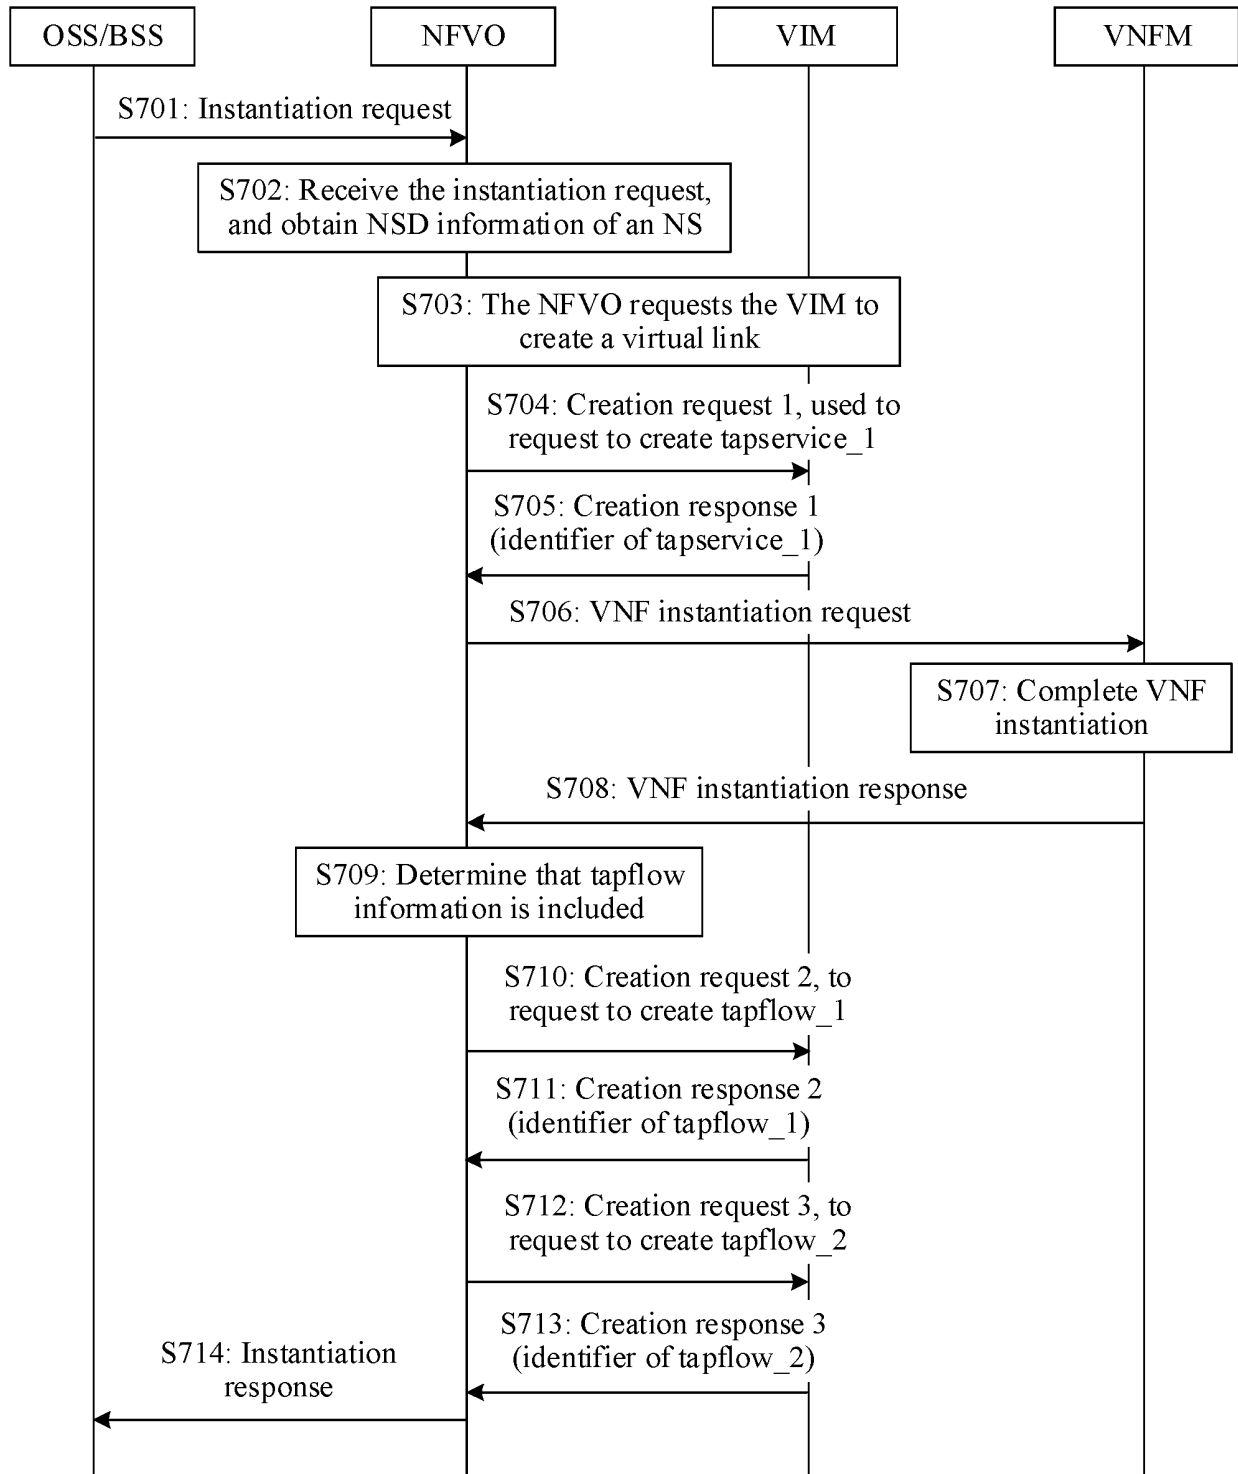 OSS/BSS
NFVO
VIM
VNFM
S701: Instantiation request
S702: Receive the instantiation request,
and obtain NSD information of an NS
S703: The NFVO requests the VIM to
create a virtual link
S704: Creation request 1, used to
request to create tapservice_1
S705: Creation response 1
(identifier of tapservice_1)
S706: VNF instantiation request
S707: Complete VNF
instantiation
S708: VNF instantiation response
S709: Determine that tapflow
information is included
S710: Creation request 2, to
request to create tapflow_1
S711: Creation response 2
(identifier of tapflow_1)
S712: Creation request 3, to
request to create tapflow_2
S713: Creation response 3
(identifier of tapflow_2)
S714: Instantiation
response